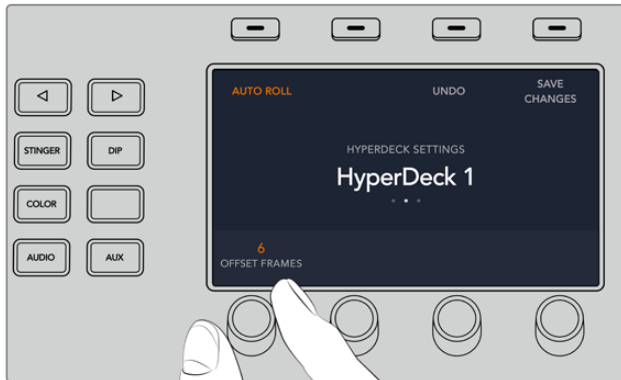 AUTO ROLL
UNDO
SAVE
CHANGES
HYPERDECK SETTINGS
HyperDeck 1
6
OFFSET FRAMES
STINGER
DIP
COLOR
AUDIO
AUX